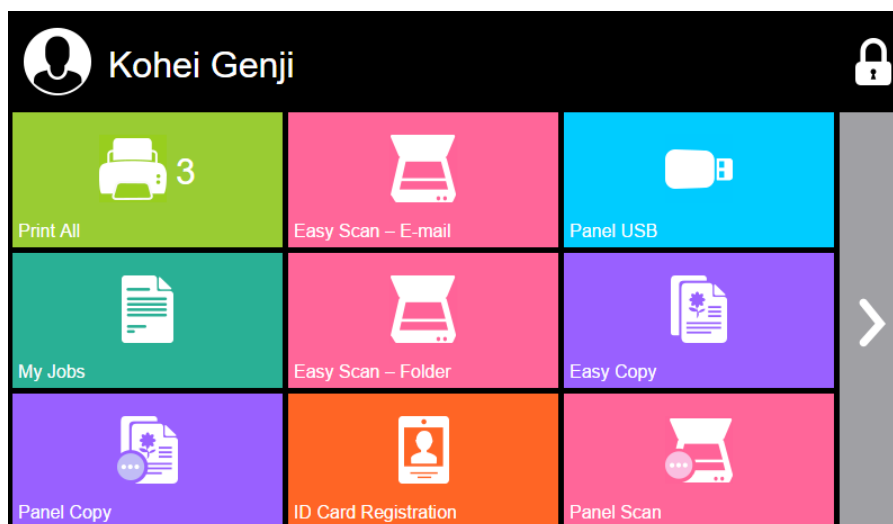 Kohei Genji
3
Print All
Easy Scan – E-mail
Panel USB
My Jobs
Easy Scan – Folder
Easy Copy
Panel Copy
ID Card Registration
Panel Scan